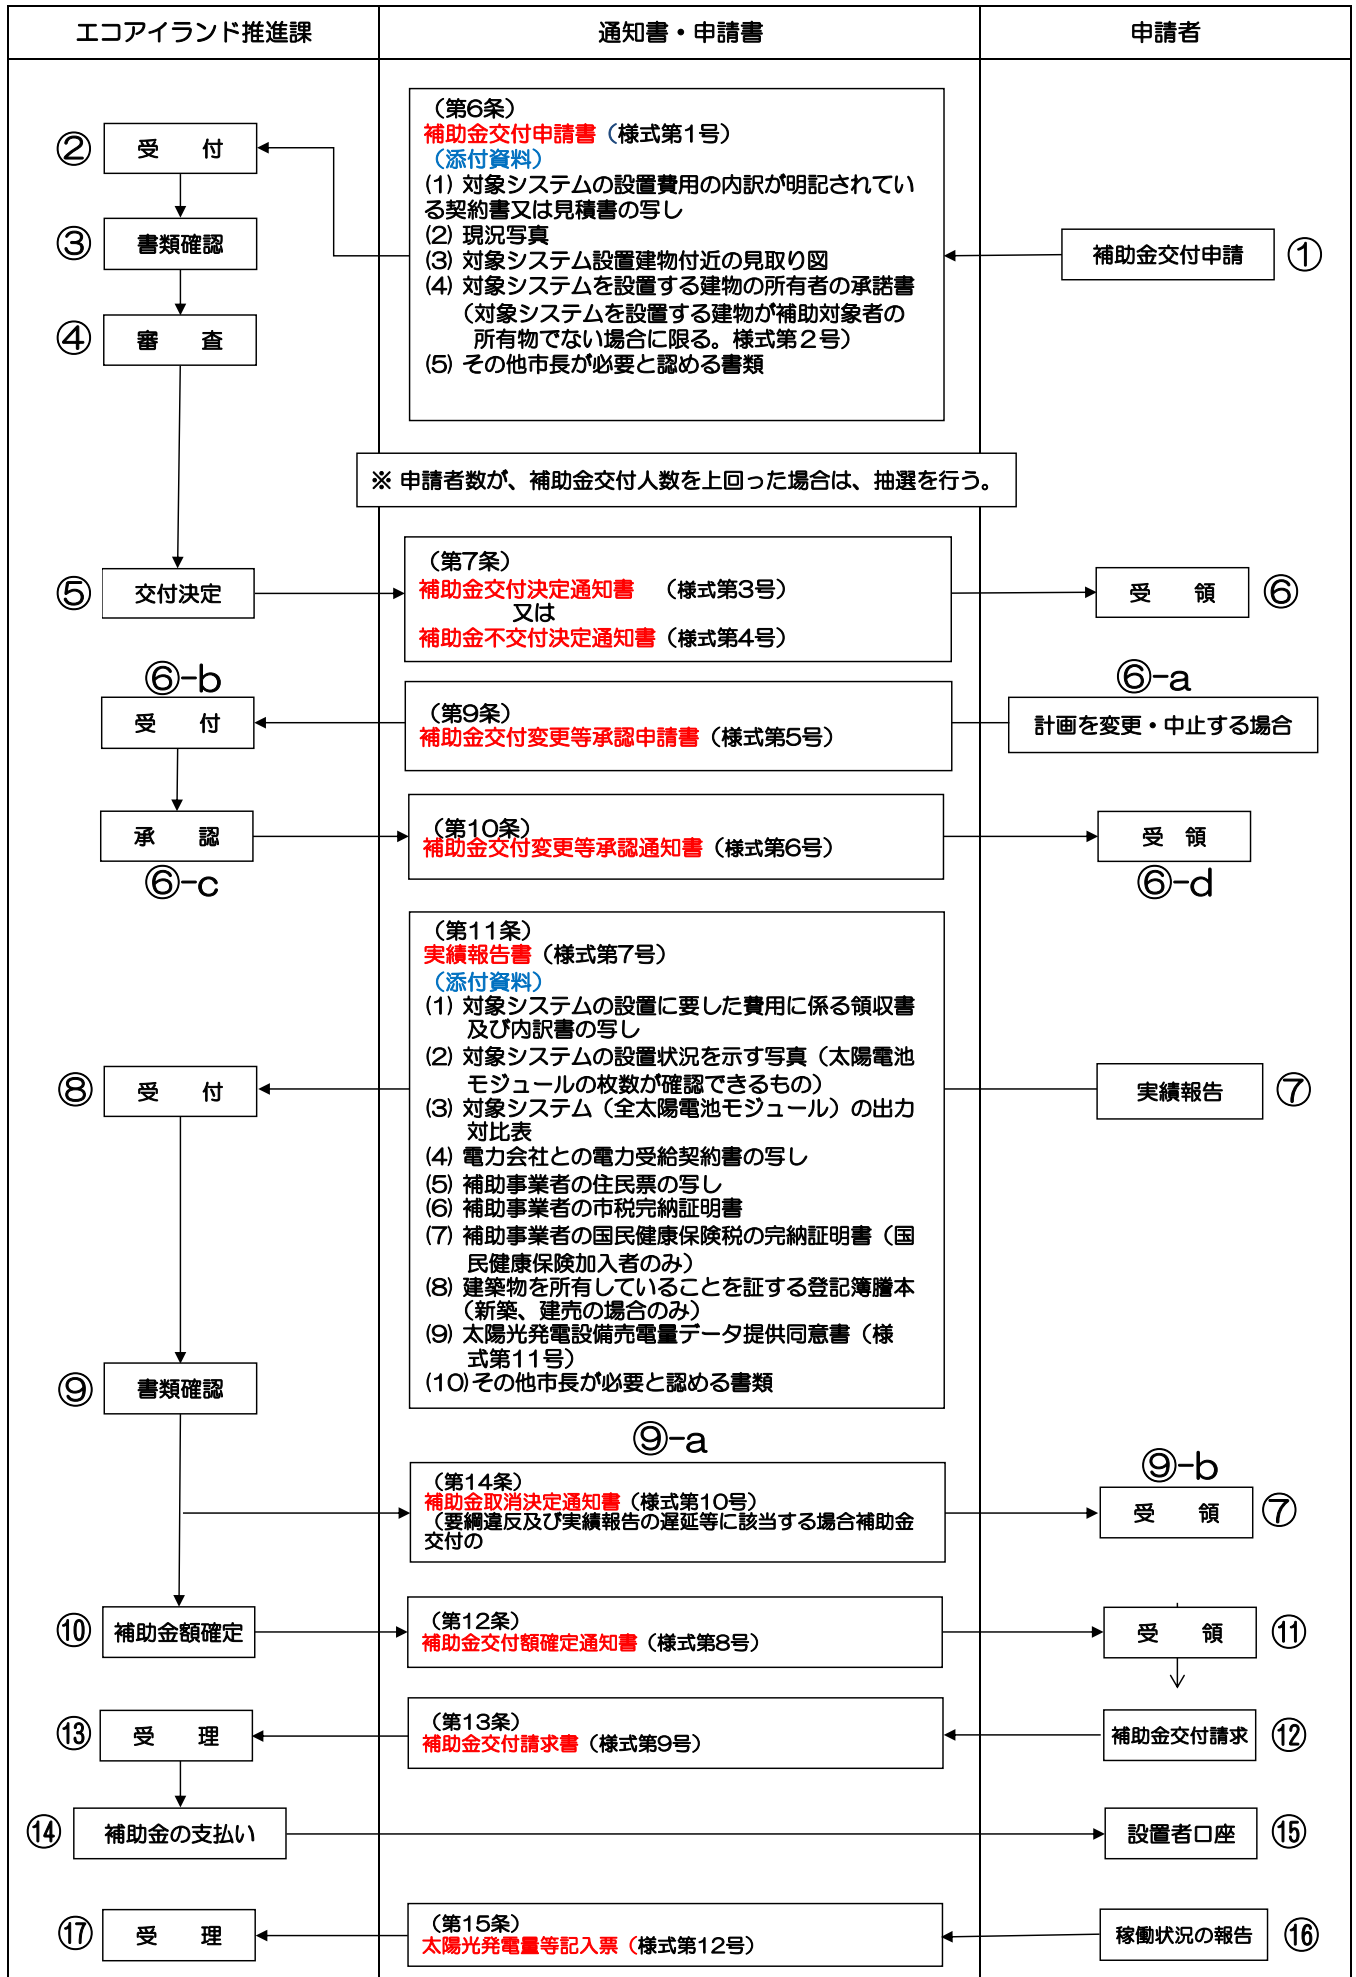 エコアイランド推進課
通知書・申請書
申請者
(第6条)
補助金交付申請書(様式第1号)
(添付資料)
(1) 対象システムの設置費用の内訳が明記されてい
る契約書又は見積書の写し
(2) 現況写真
(3) 対象システム設置建物付近の見取り図
(4) 対象システムを設置する建物の所有者の承諾書
(対象システムを設置する建物が補助対象者の
所有物でない場合に限る。様式第2号)
(5) その他市長が必要と認める書類
② 受 付
③ 書類確認
④ 審 査
補助金交付申請 ①
※ 申請者数が、補助金交付人数を上回った場合は、抽選を行う。
⑤ 交付決定
(第7条)
補助金交付決定通知書 (様式第3号)
又は
補助金不交付決定通知書(様式第4号)
受 領 ⑥
⑥-b
受 付
(第9条)
補助金交付変更等承認申請書(様式第5号)
⑥-a
計画を変更・中止する場合
承 認
⑥-c
(第10条)
補助金交付変更等承認通知書(様式第6号)
受 領
⑥-d
(第11条)
実績報告書(様式第7号)
(添付資料)
(1) 対象システムの設置に要した費用に係る領収書
及び内訳書の写し
(2) 対象システムの設置状況を示す写真(太陽電池
モジュールの枚数が確認できるもの)
(3) 対象システム(全太陽電池モジュール)の出力
対比表
(4) 電力会社との電力受給契約書の写し
(5) 補助事業者の住民票の写し
(6) 補助事業者の市税完納証明書
(7) 補助事業者の国民健康保険税の完納証明書(国
民健康保険加入者のみ)
(8) 建築物を所有していることを証する登記簿謄本
(新築、建売の場合のみ)
(9) 太陽光発電設備売電量データ提供同意書(様
式第11号)
(10)その他市長が必要と認める書類
⑧ 受 付
実績報告 ⑦
⑨ 書類確認
⑨-a
(第14条)
補助金取消決定通知書(様式第10号)
(要綱違反及び実績報告の遅延等に該当する場合補助金
交付の
⑨-b
受 領 ⑦
⑩ 補助金額確定
(第12条)
補助金交付額確定通知書(様式第8号)
受 領 ⑪
⑬ 受 理
(第13条)
補助金交付請求書(様式第9号)
補助金交付請求 ⑫
⑭ 補助金の支払い
設置者口座 ⑮
⑰ 受 理
(第15条)
太陽光発電量等記入票(様式第12号)
稼働状況の報告 ⑯